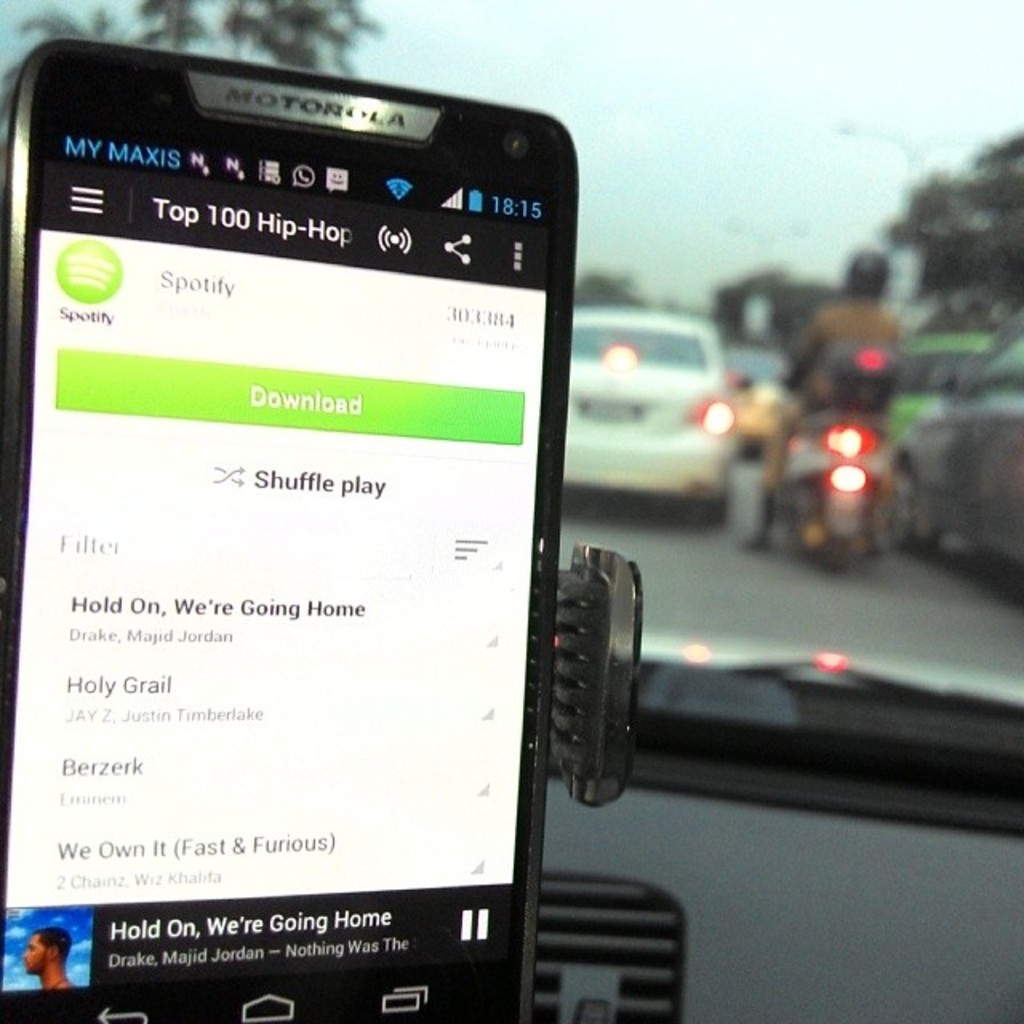 MOTOROLA
MY MAXIS 18:15
Top 100 Hip-Hop
Spotify
Spotify
303384
Download
Shuffle play
Filter
Hold On, We're Going Home
Drake, Majid Jordan
Holy Grail
JAY Z, Justin Timberlake
Berzerk
Eminem
We Own It (Fast & Furious)
2 Chainz, Wiz Khalifa
Hold On, We're Going Home
Drake, Majid Jordan — Nothing Was The